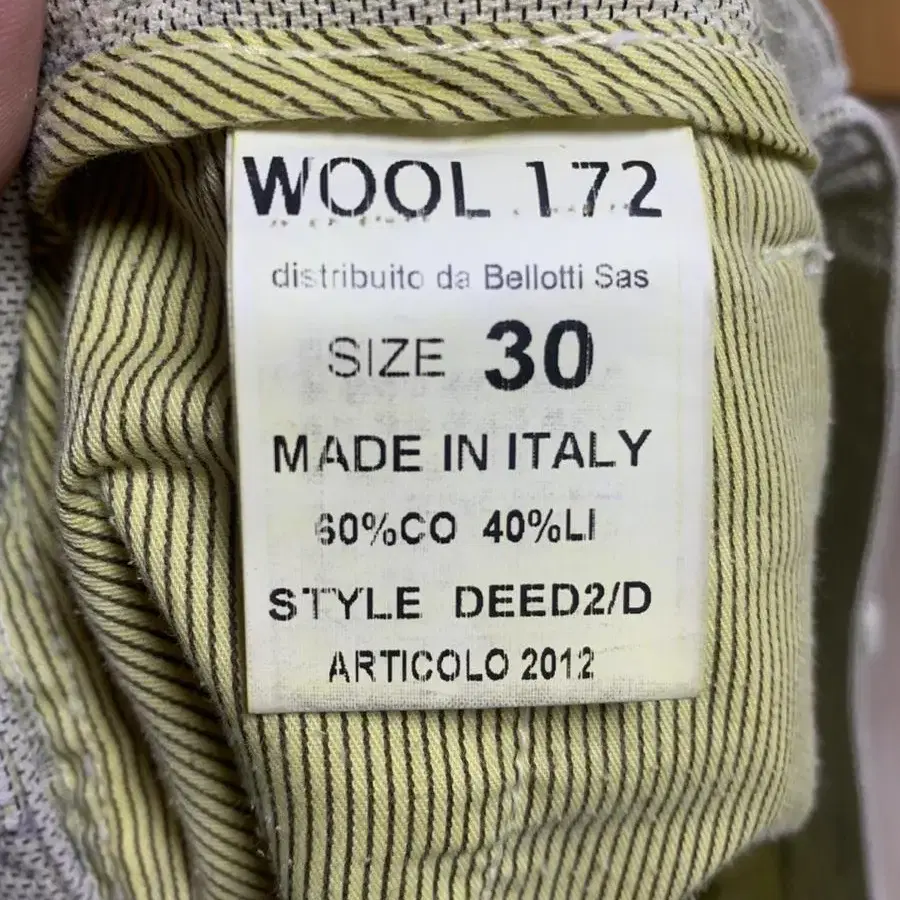 WOOL 172
distribuito da Bellotti Sas
SIZE 30
MADE IN ITALY
60%CO 40%LI
STYLE DEED2/D
ARTICOLO 2012